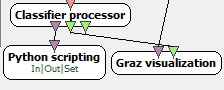 Classifier processor
Python scripting
In|Out|Set
Graz visualization